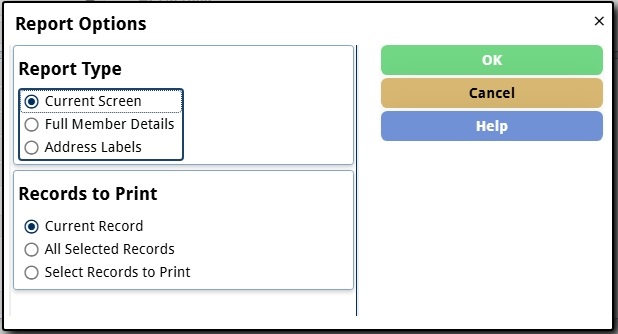 Report Options
×
Report Type
Current Screen
Full Member Details
Address Labels
Records to Print
Current Record
All Selected Records
Select Records to Print
OK
Cancel
Help